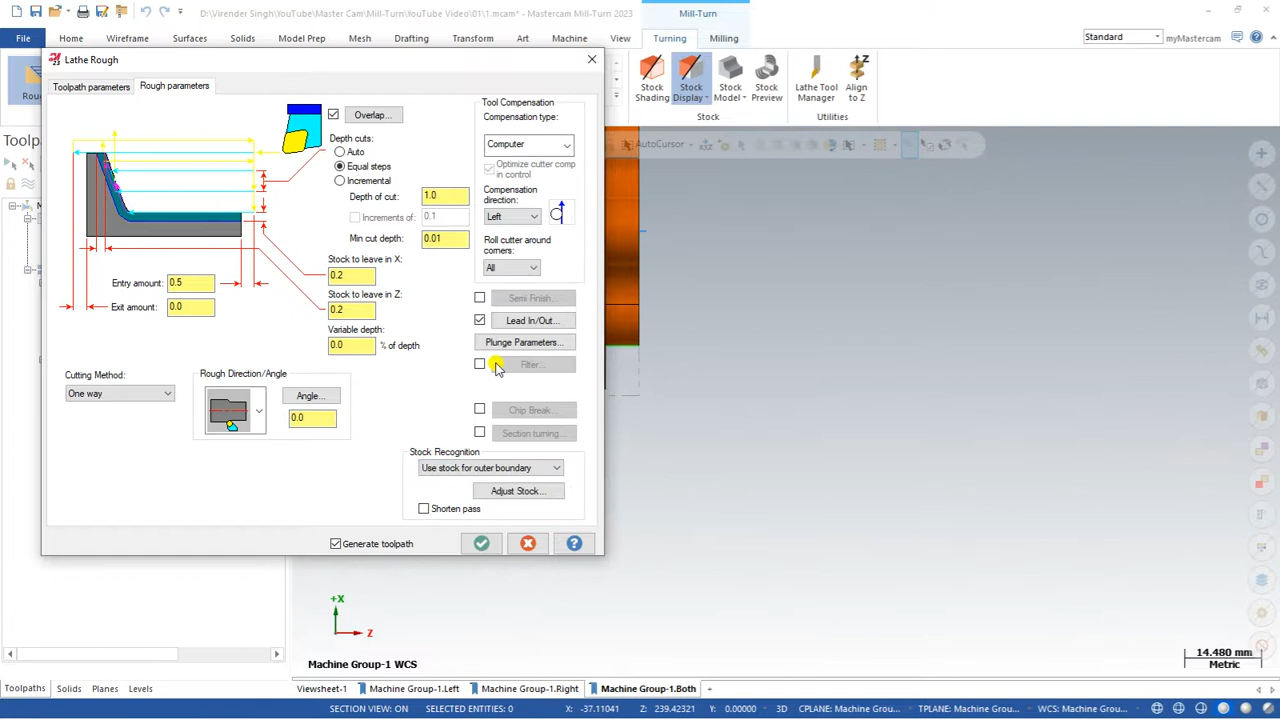 D:\Virender Singh\YouTube\Master Cam\Mill-Turn\YouTube Video\01\1.mcam* - Mastercam Mill-Turn 2023
Mill-Turn
File
Home
Wireframe
Surfaces
Solids
Model Prep
Mesh
Drafting
Transform
Art
Machine
View
Turning
Milling
Standard
myMastercam
Lathe Rough
Toolpath parameters
Rough parameters
Stock Shading
Stock Display
Stock Model
Stock Preview
Lathe Tool Manager
Align to Z
Stock
Utilities
Toolpa
AutoCursor
Overlap...
Depth cuts:
Auto
Equal steps
Incremental
Depth of cut:
1.0
Increments of:
0.1
Min cut depth:
0.01
Stock to leave in X:
0.2
Stock to leave in Z:
0.2
Variable depth:
0.0
% of depth
Entry amount:
0.5
Exit amount:
0.0
Tool Compensation
Compensation type:
Computer
Optimize cutter comp in control
Compensation direction:
Left
Roll cutter around corners:
All
Semi Finish...
Lead In/Out...
Plunge Parameters...
Filter...
Chip Break...
Section turning...
Cutting Method:
One way
Rough Direction/Angle
Angle...
0.0
Stock Recognition
Use stock for outer boundary
Adjust Stock...
Shorten pass
Generate toolpath
+X
Z
Machine Group-1 WCS
14.480 mm
Metric
Toolpaths
Solids
Planes
Levels
Viewsheet-1
Machine Group-1.Left
Machine Group-1.Right
Machine Group-1.Both
+
SECTION VIEW: ON
SELECTED ENTITIES: 0
X: -37.11041
Z: 239.42321
Y: 0.00000
3D
CPLANE: Machine Grou...
TPLANE: Machine Grou...
WCS: Machine Grou...